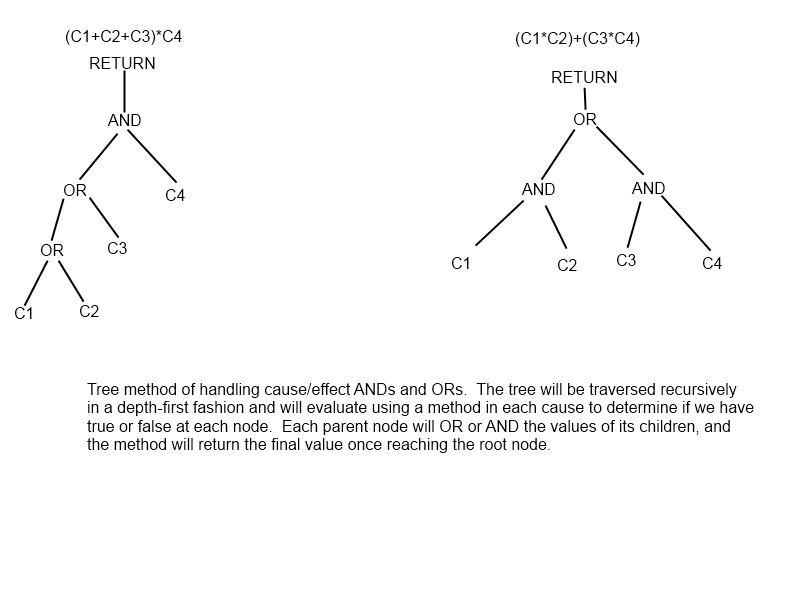 (C1+C2+C3)*C4
RETURN
AND
OR
C4
OR
C3
C1
C2
(C1*C2)+(C3*C4)
RETURN
OR
AND
AND
C1
C2
C3
C4
Tree method of handling cause/effect ANDs and ORs.  The tree will be traversed recursively
in a depth-first fashion and will evaluate using a method in each cause to determine if we have
true or false at each node.  Each parent node will OR or AND the values of its children, and
the method will return the final value once reaching the root node.